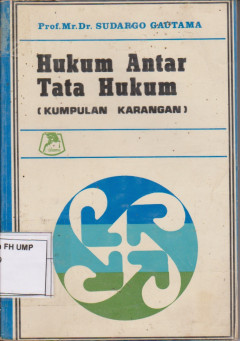 Prof.Mr.Dr. SUDARGO GAUTAMA
Hukum Antar
Tata Hukum
(KUMPULAN KARANGAN)
FH UMP